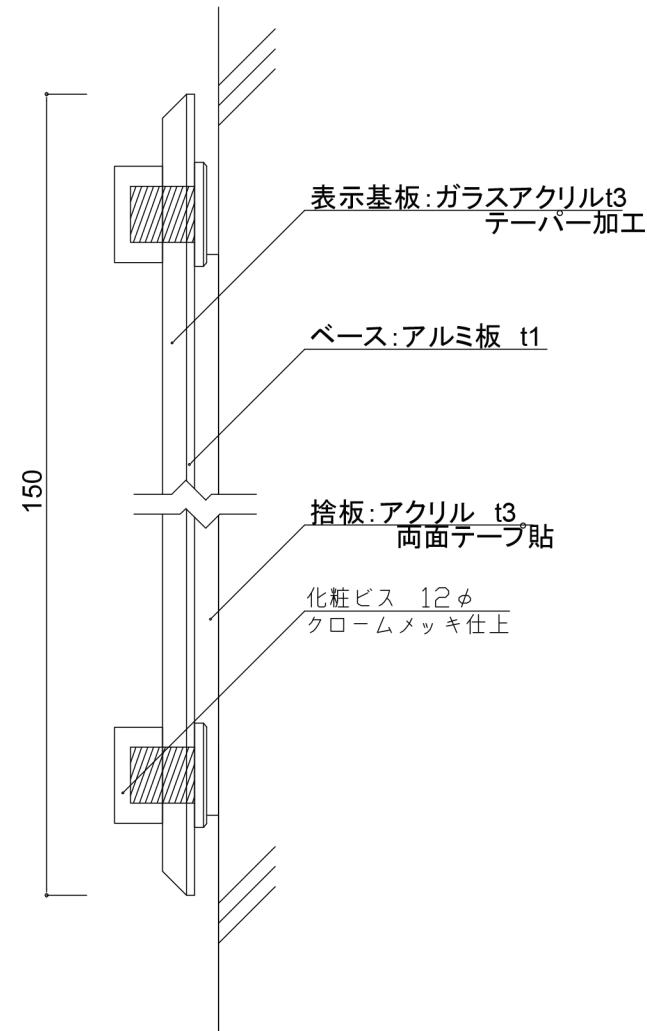 表示基板:ガラスアクリルt3
テーパー加工
ベース:アルミ板 t1
150
捨板:アクリル t3
両面テープ貼
化粧ビス 12φ
クロームメッキ仕上